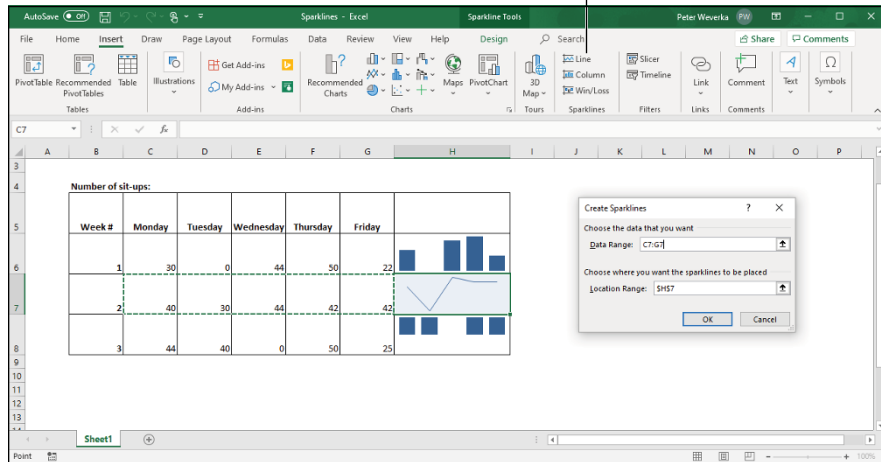 AutoSave Off Sparklines - Excel Sparkline Tools Peter Weverka PW
File Home Insert Draw Page Layout Formulas Data Review View Help Design Search Share Comments
PivotTable Recommended PivotTables Table Illustrations Get Add-ins My Add-ins Recommended Charts Maps PivotChart 3D Map Line Column Win/Loss Slicer Timeline Link Comment Text Symbols
Tables Add-ins Charts Tours Sparklines Filters Links Comments
C7 fx
A B C D E F G H I J K L M N O P
3
4 Number of sit-ups:
5 Week # Monday Tuesday Wednesday Thursday Friday
6 1 30 0 44 50 22
7 2 40 30 44 42 42
8 3 44 40 0 50 25
9
10
11
12
13
14
Create Sparklines ? ×
Choose the data that you want
Data Range: C7:G7
Choose where you want the sparklines to be placed
Location Range: $H$7
OK Cancel
Sheet1
Point 100%